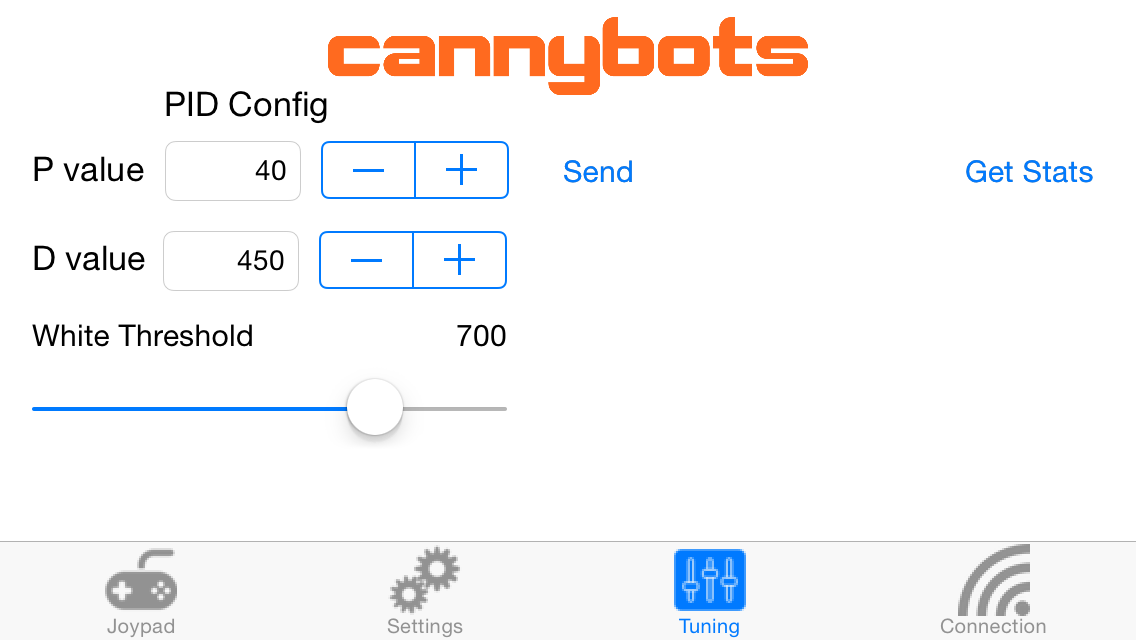 cannybots
PID Config
P value 40 Send Get Stats
D value 450
White Threshold 700
Joypad Settings Tuning Connection